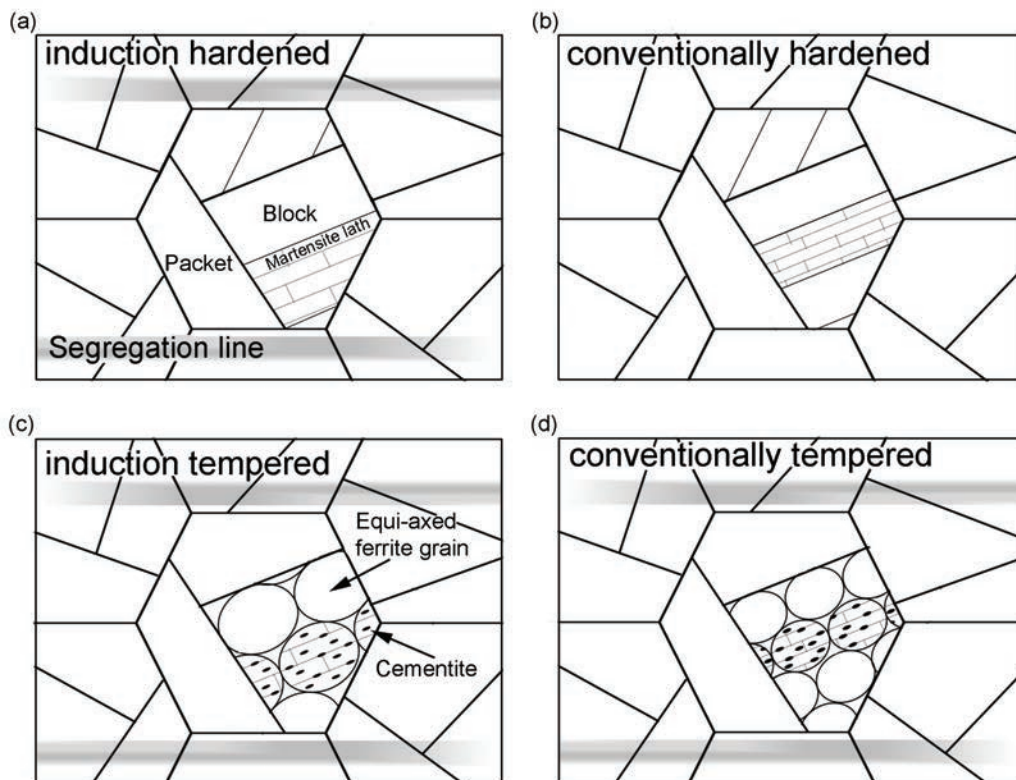 (a)
induction hardened
Block
Martensite lath
Packet
Segregation line
(b)
conventionally hardened
(c)
induction tempered
Equi-axed
ferrite grain
Cementite
(d)
conventionally tempered